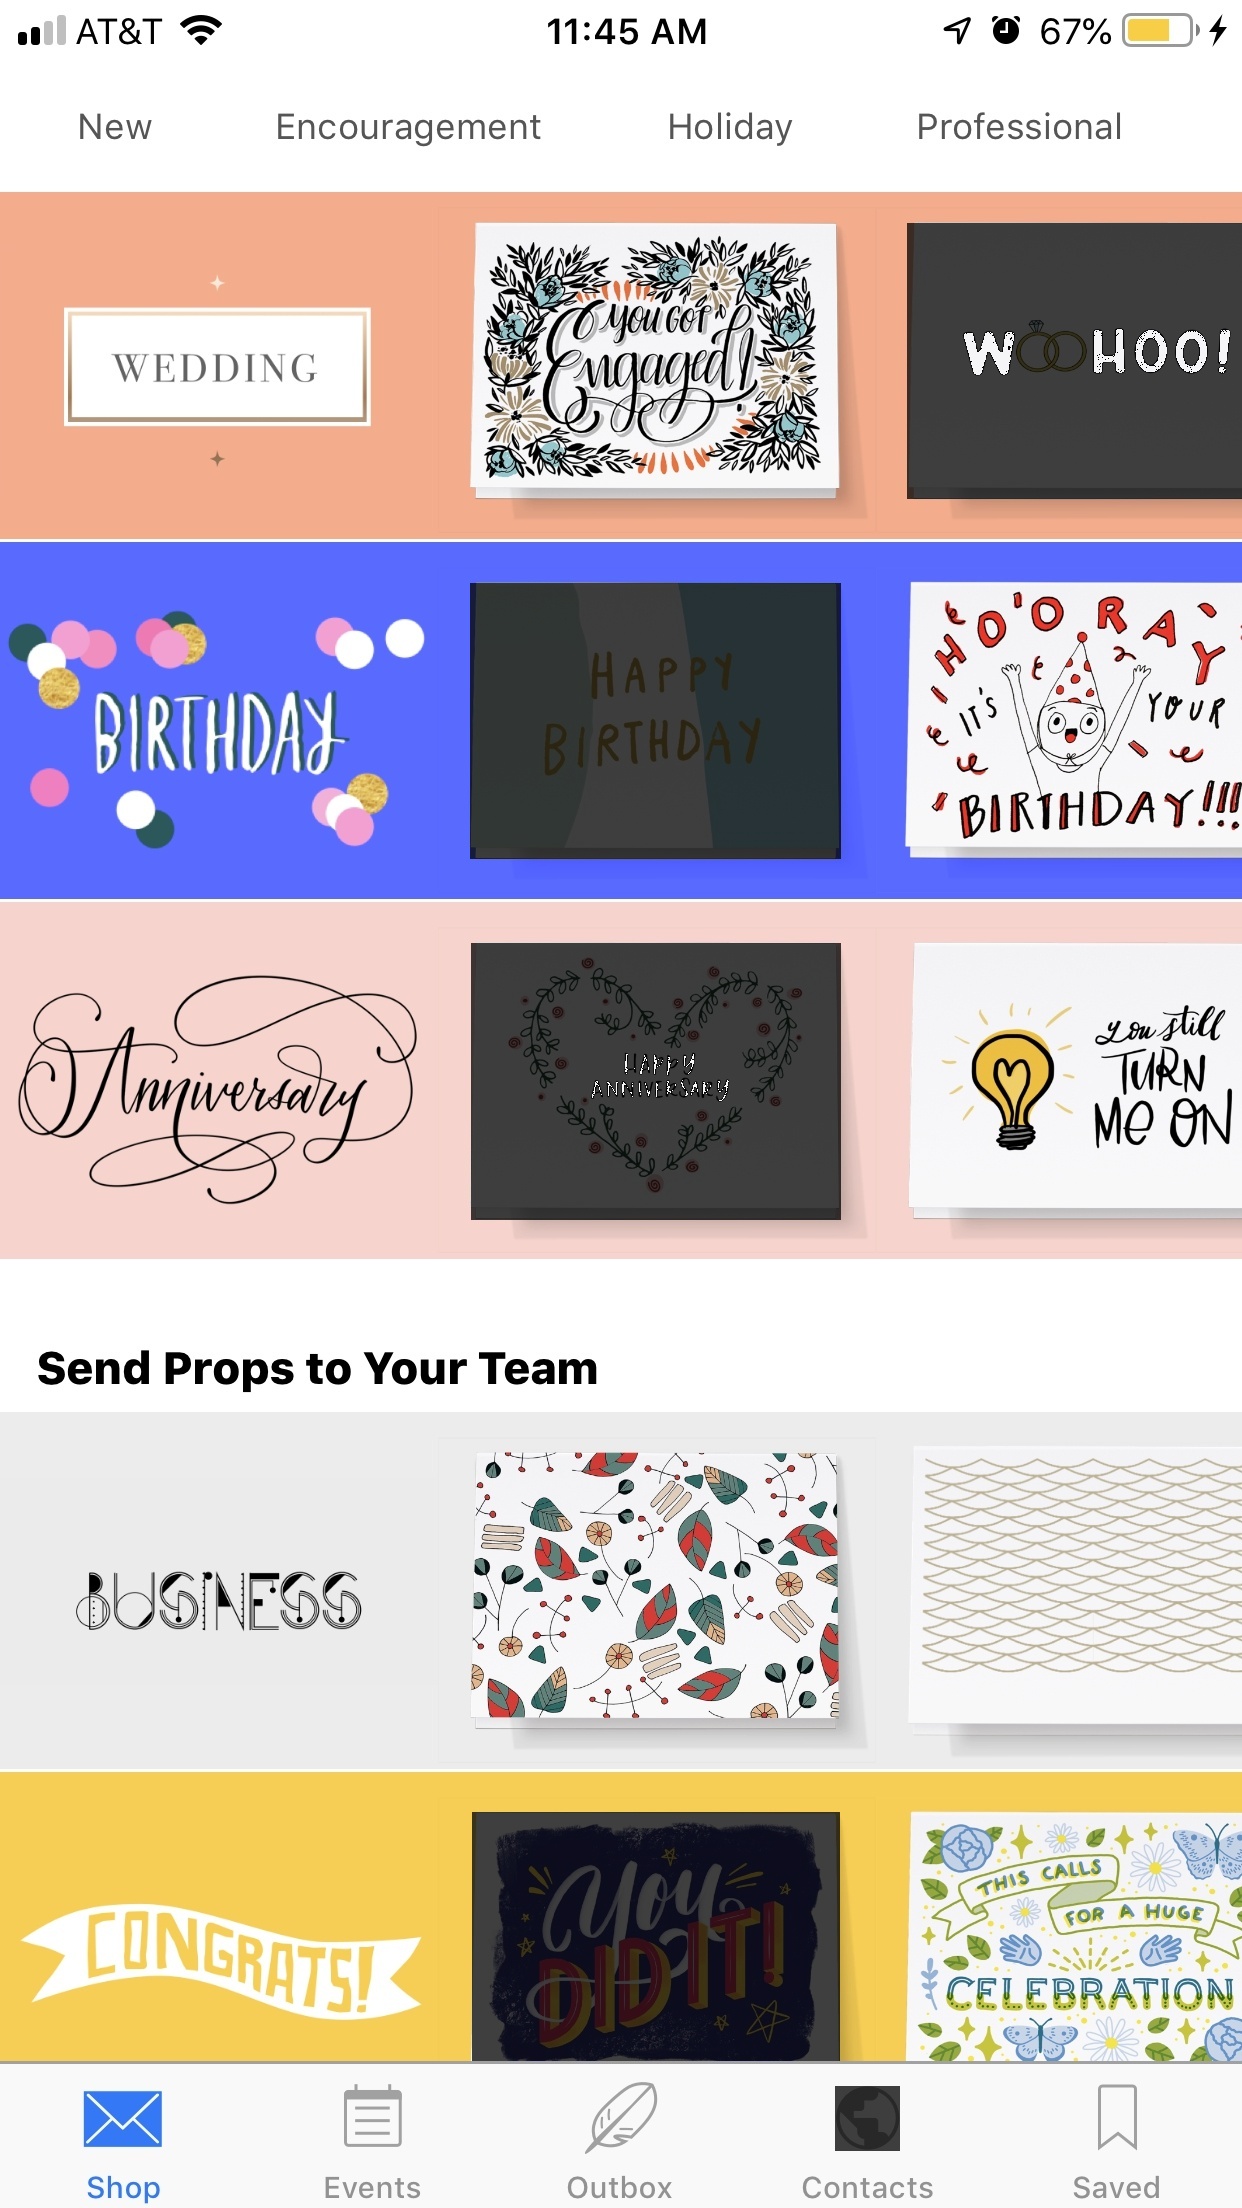 AT&T 11:45 AM 67%
New Encouragement Holiday Professional
WEDDING
YOU GOT
Engaged!
WOOHOO!
BIRTHDAY
HAPPY
BIRTHDAY
HOORAY
IT'S YOUR
BIRTHDAY!!!
Anniversary
HAPPY
ANNIVERSARY
you still
TURN
ME ON
Send Props to Your Team
BUSINESS
CONGRATS!
You
DID IT!
THIS CALLS
FOR A HUGE
CELEBRATION
Shop Events Outbox Contacts Saved